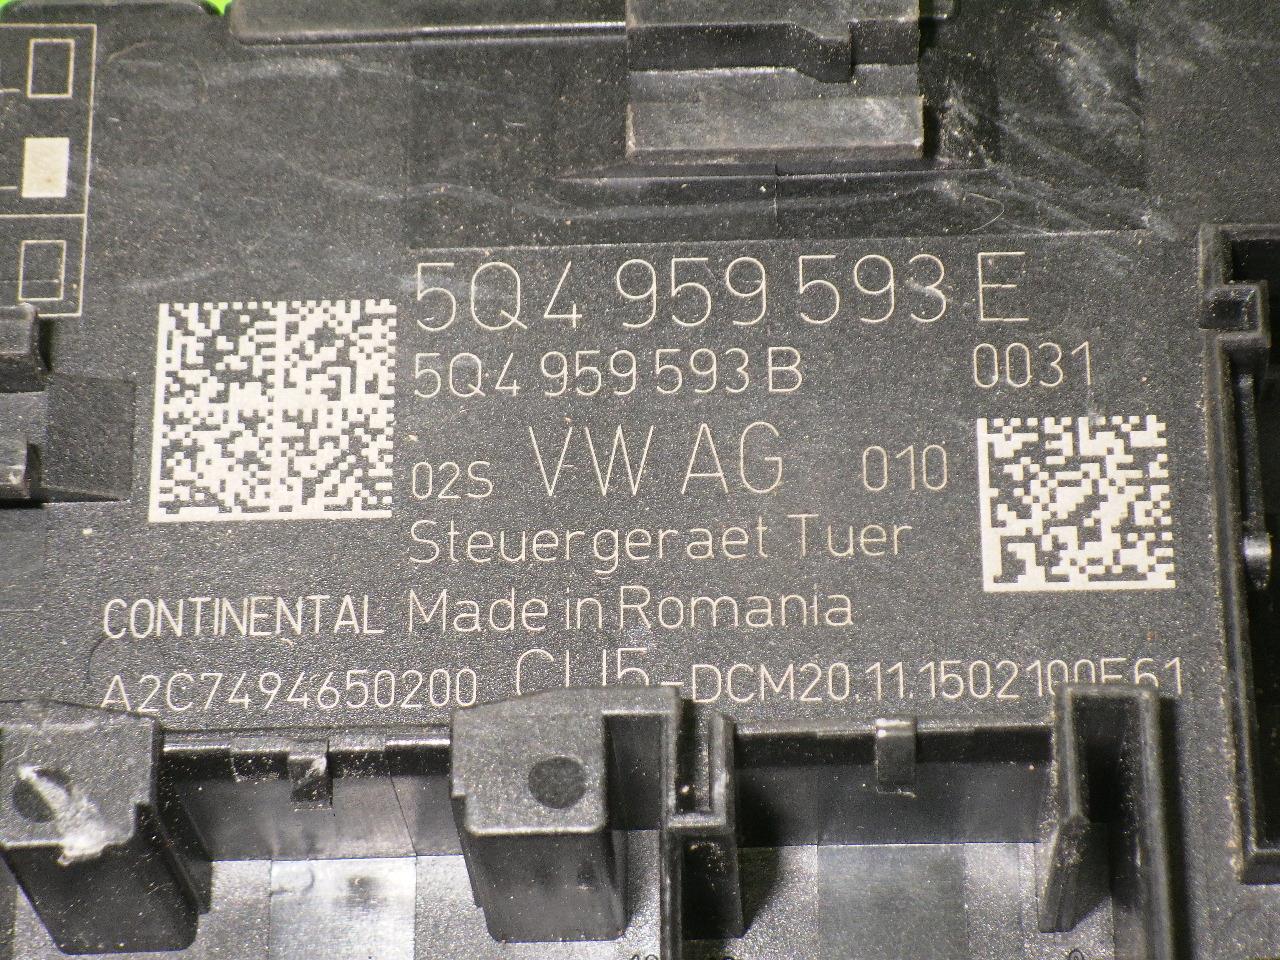 5Q4 959 593 E
5Q4 959 593 B 0031
02S VW AG 010
Steuergeraet Tuer
CONTINENTAL Made in Romania
A2C7494650200 CU5-DCM20.11.1502100E61